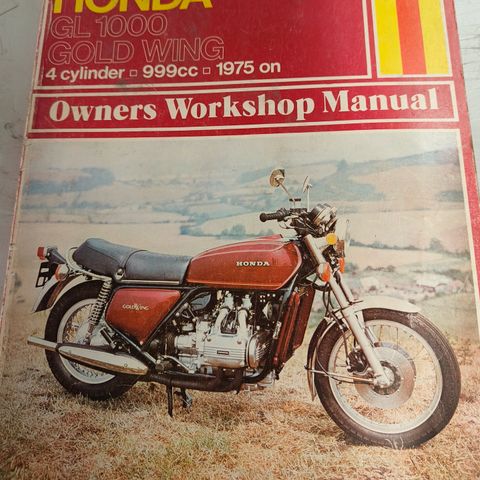 HONDA
GL 1000
GOLD WING
4 cylinder □ 999cc □ 1975 on
Owners Workshop Manual
HONDA
GOLDWING